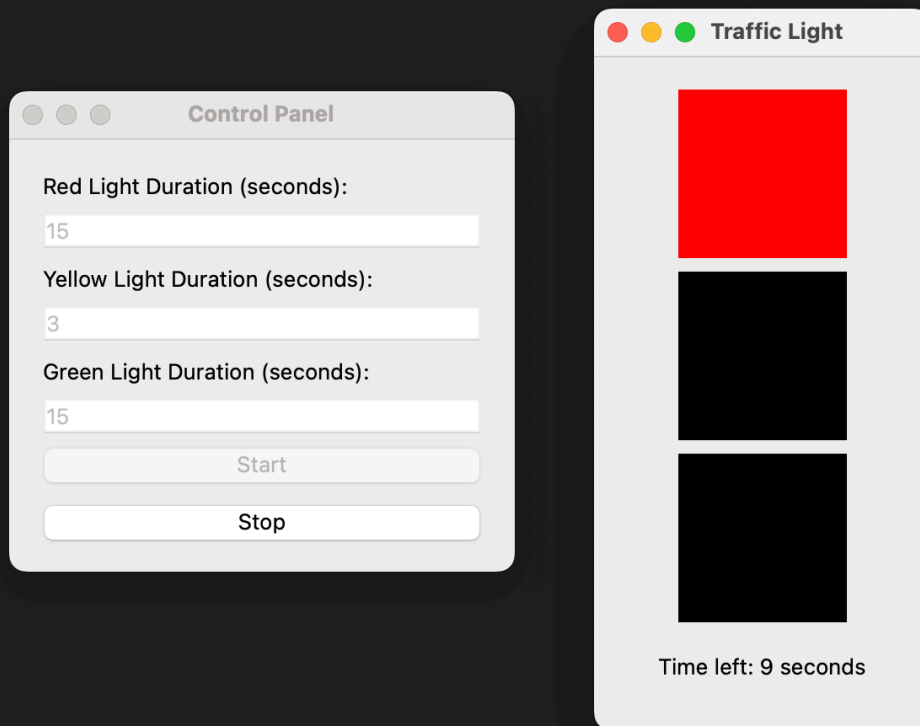 Control Panel
Red Light Duration (seconds):
15
Yellow Light Duration (seconds):
3
Green Light Duration (seconds):
15
Start
Stop
Traffic Light
Time left: 9 seconds